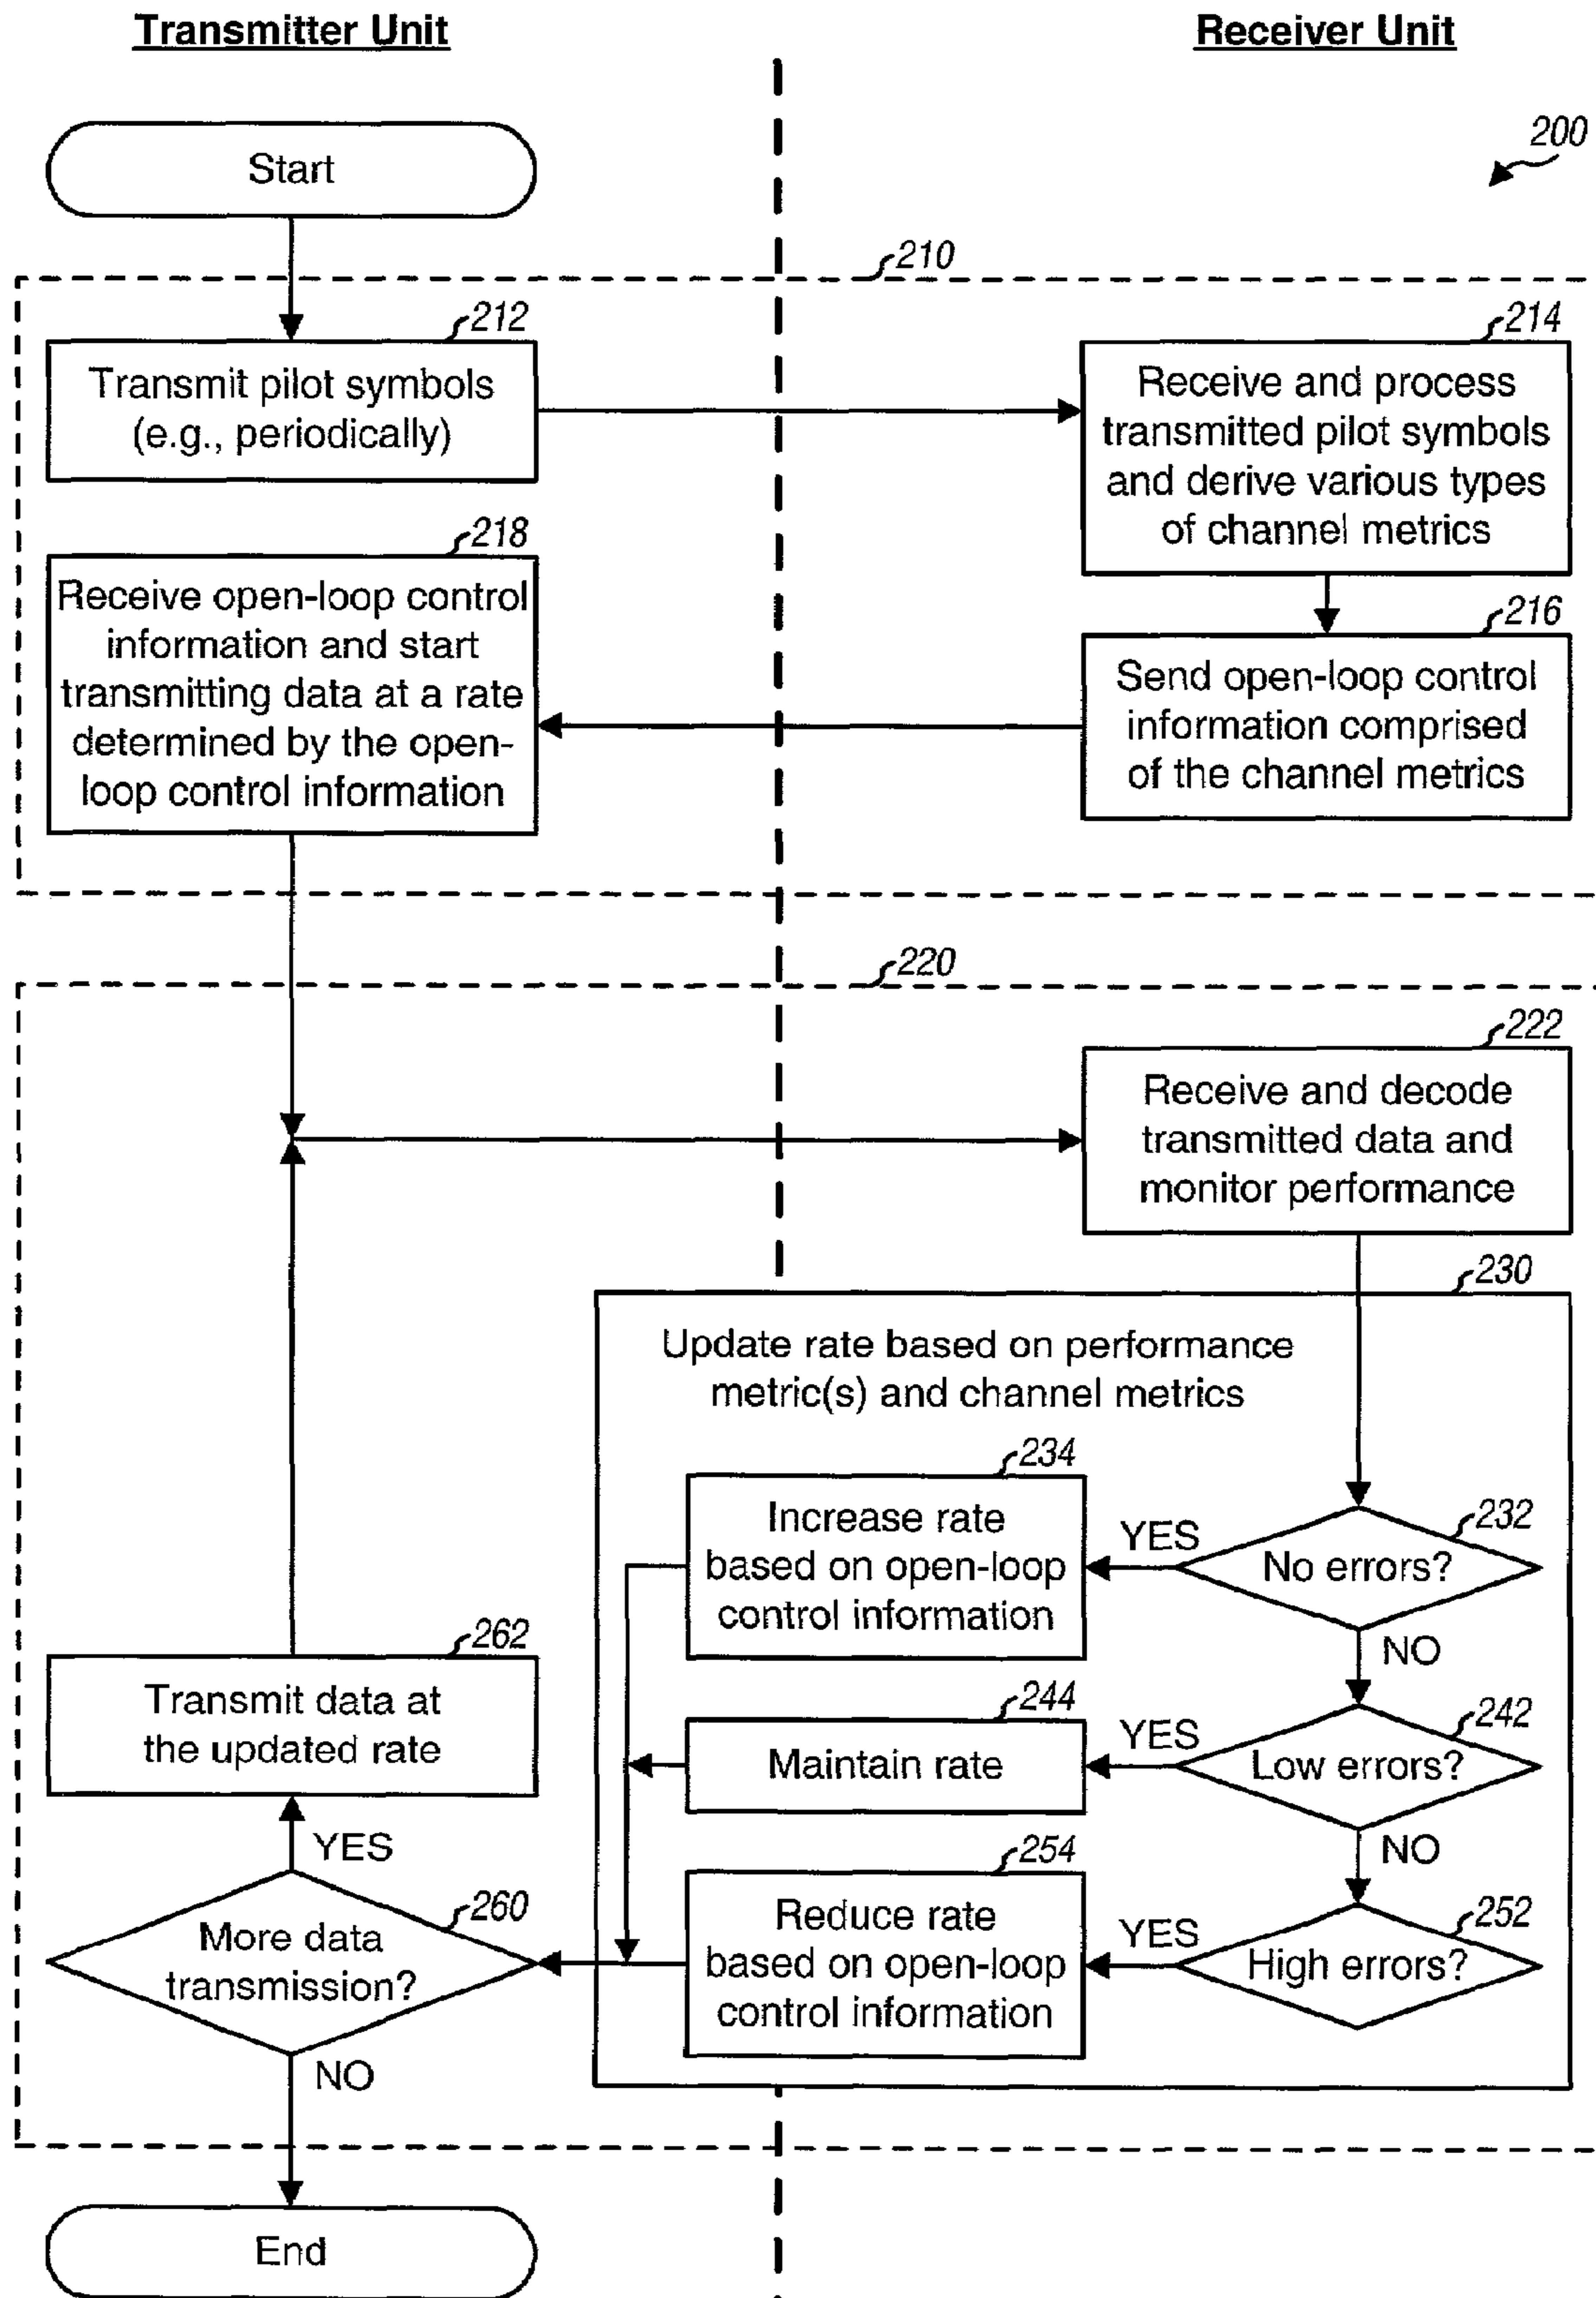 Transmitter Unit
Receiver Unit
200
Start
210
212
Transmit pilot symbols
(e.g., periodically)
214
Receive and process
transmitted pilot symbols
and derive various types
of channel metrics
218
Receive open-loop control
information and start
transmitting data at a rate
determined by the open-
loop control information
216
Send open-loop control
information comprised
of the channel metrics
220
222
Receive and decode
transmitted data and
monitor performance
230
Update rate based on performance
metric(s) and channel metrics
234
Increase rate
based on open-loop
control information
YES
232
No errors?
NO
244
Maintain rate
YES
242
Low errors?
NO
254
Reduce rate
based on open-loop
control information
YES
252
High errors?
262
Transmit data at
the updated rate
YES
260
More data
transmission?
NO
End